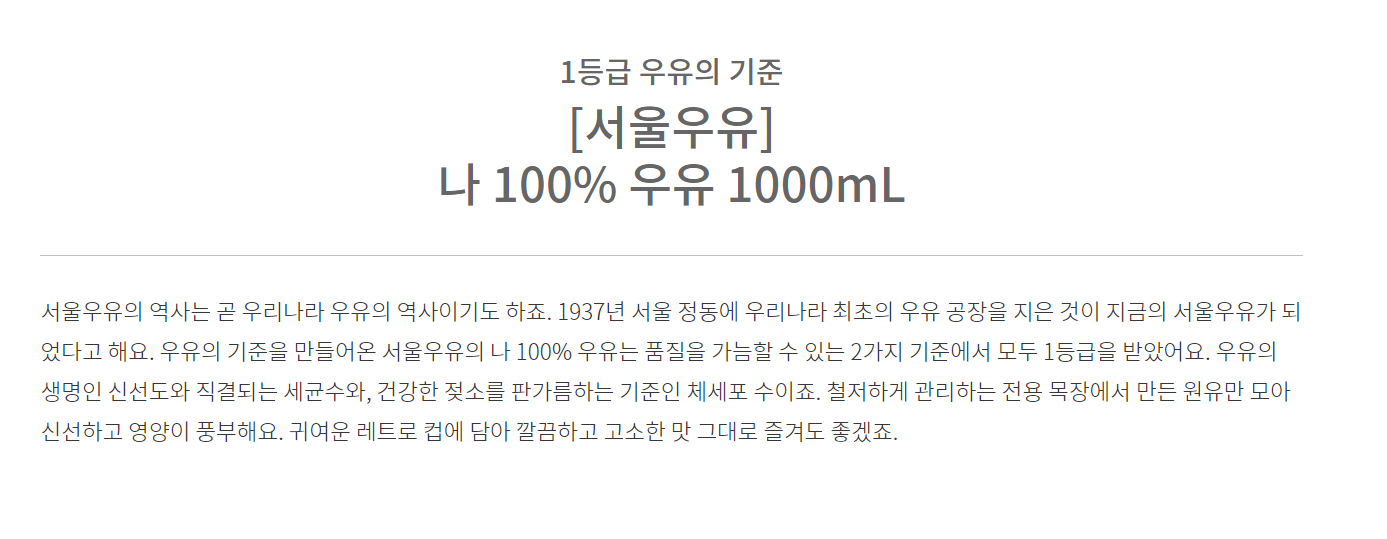 1등급 우유의 기준
[서울우유]
나 100% 우유 1000mL
서울우유의 역사는 곧 우리나라 우유의 역사이기도 하죠. 1937년 서울 정동에 우리나라 최초의 우유 공장을 지은 것이 지금의 서울우유가 되
었다고 해요. 우유의 기준을 만들어온 서울우유의 나 100% 우유는 품질을 가늠할 수 있는 2가지 기준에서 모두 1등급을 받았어요. 우유의
생명인 신선도와 직결되는 세균수와, 건강한 젖소를 판가름하는 기준인 체세포 수이죠. 철저하게 관리하는 전용 목장에서 만든 원유만 모아
신선하고 영양이 풍부해요. 귀여운 레트로 컵에 담아 깔끔하고 고소한 맛 그대로 즐겨도 좋겠죠.